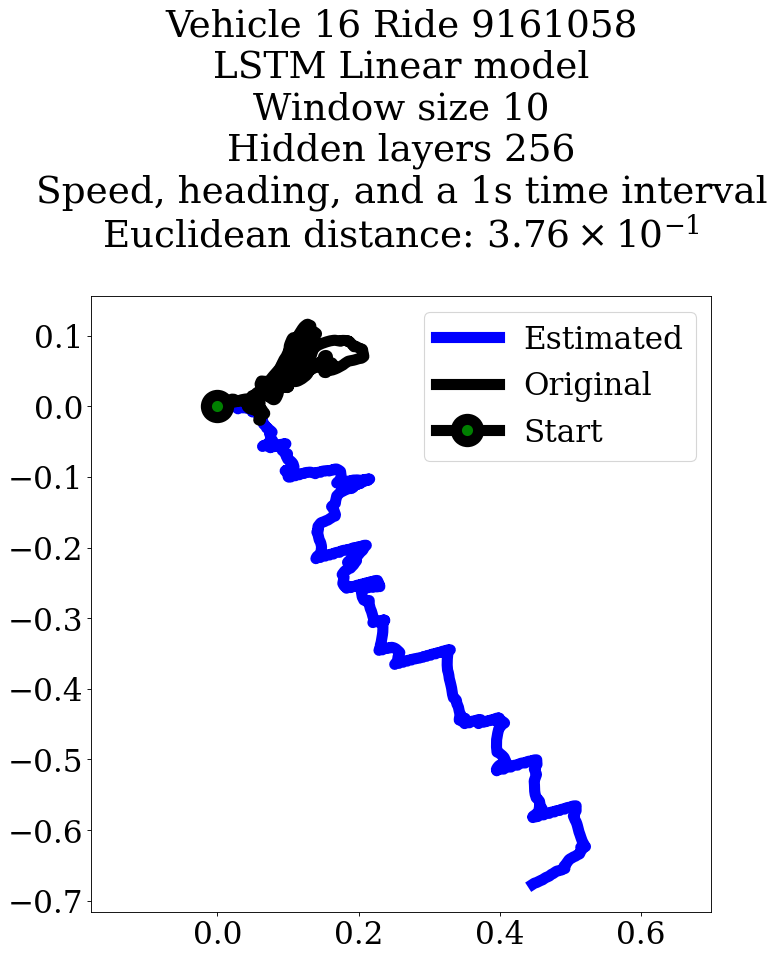 Vehicle 16 Ride 9161058
LSTM Linear model
Window size 10
Hidden layers 256
Speed, heading, and a 1s time interval
Euclidean distance: 3.76 × 10⁻¹
Estimated
Original
Start
0.1
0.0
−0.1
−0.2
−0.3
−0.4
−0.5
−0.6
−0.7
0.0 0.2 0.4 0.6